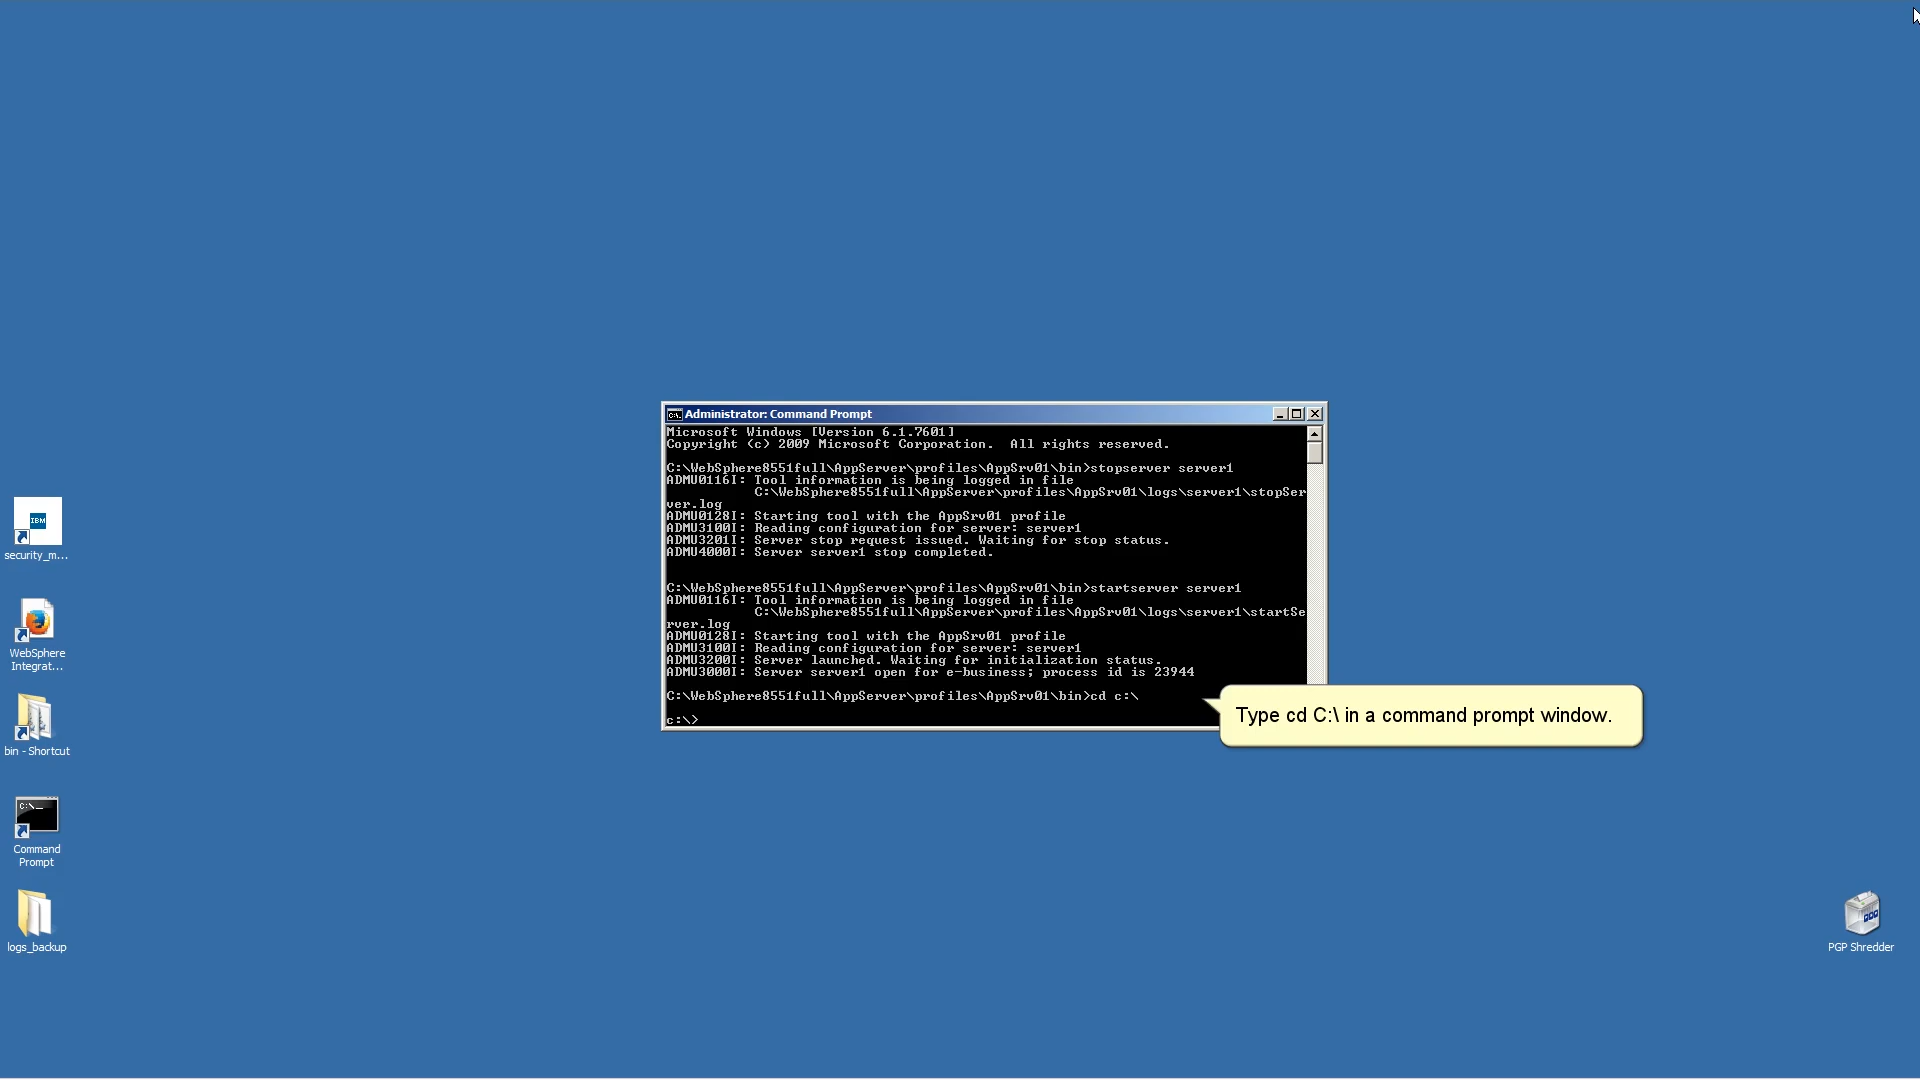 Administrator: Command Prompt
Microsoft Windows [Version 6.1.7601]
Copyright (c) 2009 Microsoft Corporation.  All rights reserved.
C:\WebSphere8551full\AppServer\profiles\AppSrv01\bin>stopserver server1
ADMU0116I: Tool information is being logged in file
C:\WebSphere8551full\AppServer\profiles\AppSrv01\logs\server1\stopSer
ver.log
ADMU0128I: Starting tool with the AppSrv01 profile
ADMU3100I: Reading configuration for server: server1
ADMU3201I: Server stop request issued. Waiting for stop status.
ADMU4000I: Server server1 stop completed.
C:\WebSphere8551full\AppServer\profiles\AppSrv01\bin>startserver server1
ADMU0116I: Tool information is being logged in file
C:\WebSphere8551full\AppServer\profiles\AppSrv01\logs\server1\startSe
rver.log
ADMU0128I: Starting tool with the AppSrv01 profile
ADMU3100I: Reading configuration for server: server1
ADMU3200I: Server launched. Waiting for initialization status.
ADMU3000I: Server server1 open for e-business; process id is 23944
C:\WebSphere8551full\AppServer\profiles\AppSrv01\bin>cd c:\
c:\>
Type cd C:\ in a command prompt window.
IBM
security_m...
WebSphere
Integrat...
bin - Shortcut
C:\._
Command
Prompt
logs_backup
PGP Shredder